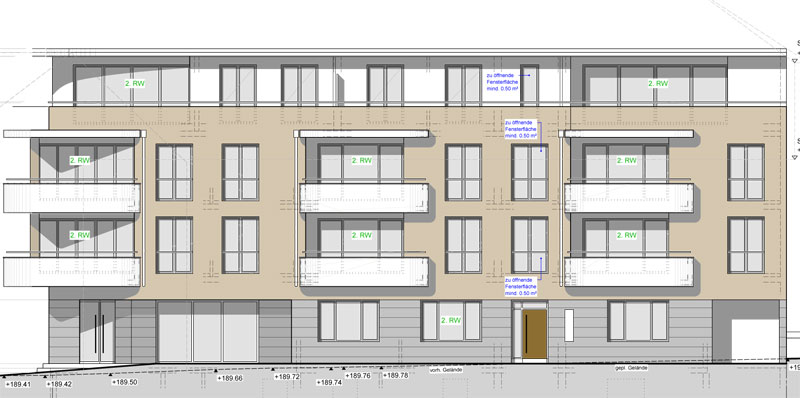 zu öffnende
Fensterfläche
mind. 0.50 m²
2. RW
2. RW
zu öffnende
Fensterfläche
mind. 0.50 m²
2. RW
2. RW
2. RW
2. RW
2. RW
2. RW
zu öffnende
Fensterfläche
mind. 0.50 m²
2. RW
vorh. Gelände
gepl. Gelände
+189.41
+189.42
+189.50
+189.66
+189.72
+189.74
+189.76
+189.78